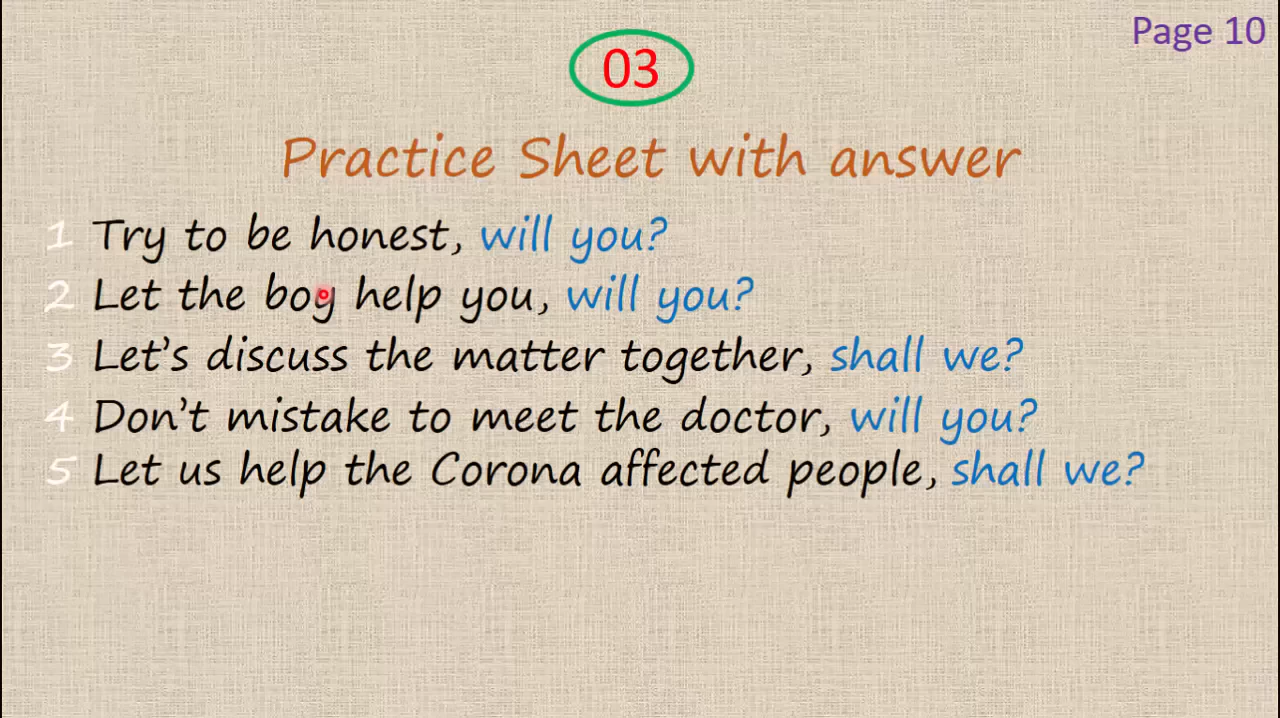 Page 10
03
Practice Sheet with answer
1 Try to be honest, will you?
2 Let the boy help you, will you?
3 Let's discuss the matter together, shall we?
4 Don't mistake to meet the doctor, will you?
5 Let us help the Corona affected people, shall we?